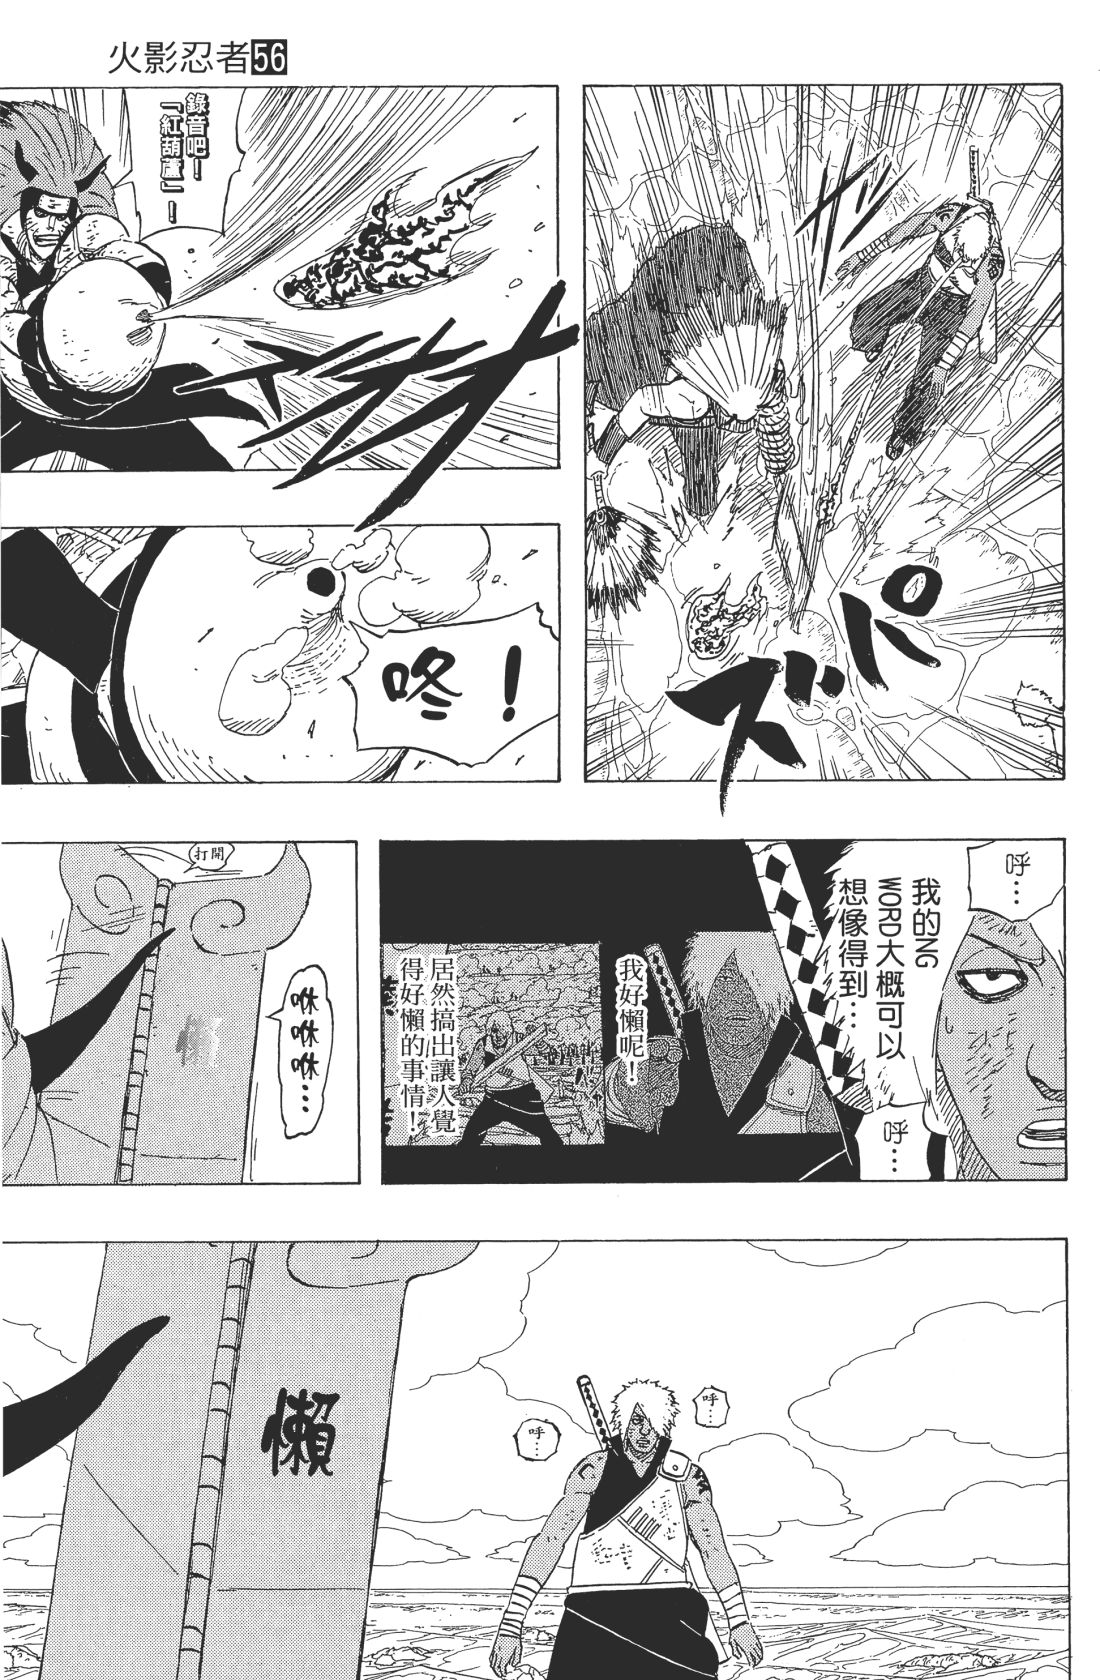 火影忍者56
ガッ
ズパ
錄音吧！
「紅葫蘆」！
咚！
呼…
我的NG
WORD大概可以
想像得到…
呼…
我好懶呢！
居然搞出讓人覺
得好懶的事情！
打開
咻咻咻…
懶
呼…
呼…
懶